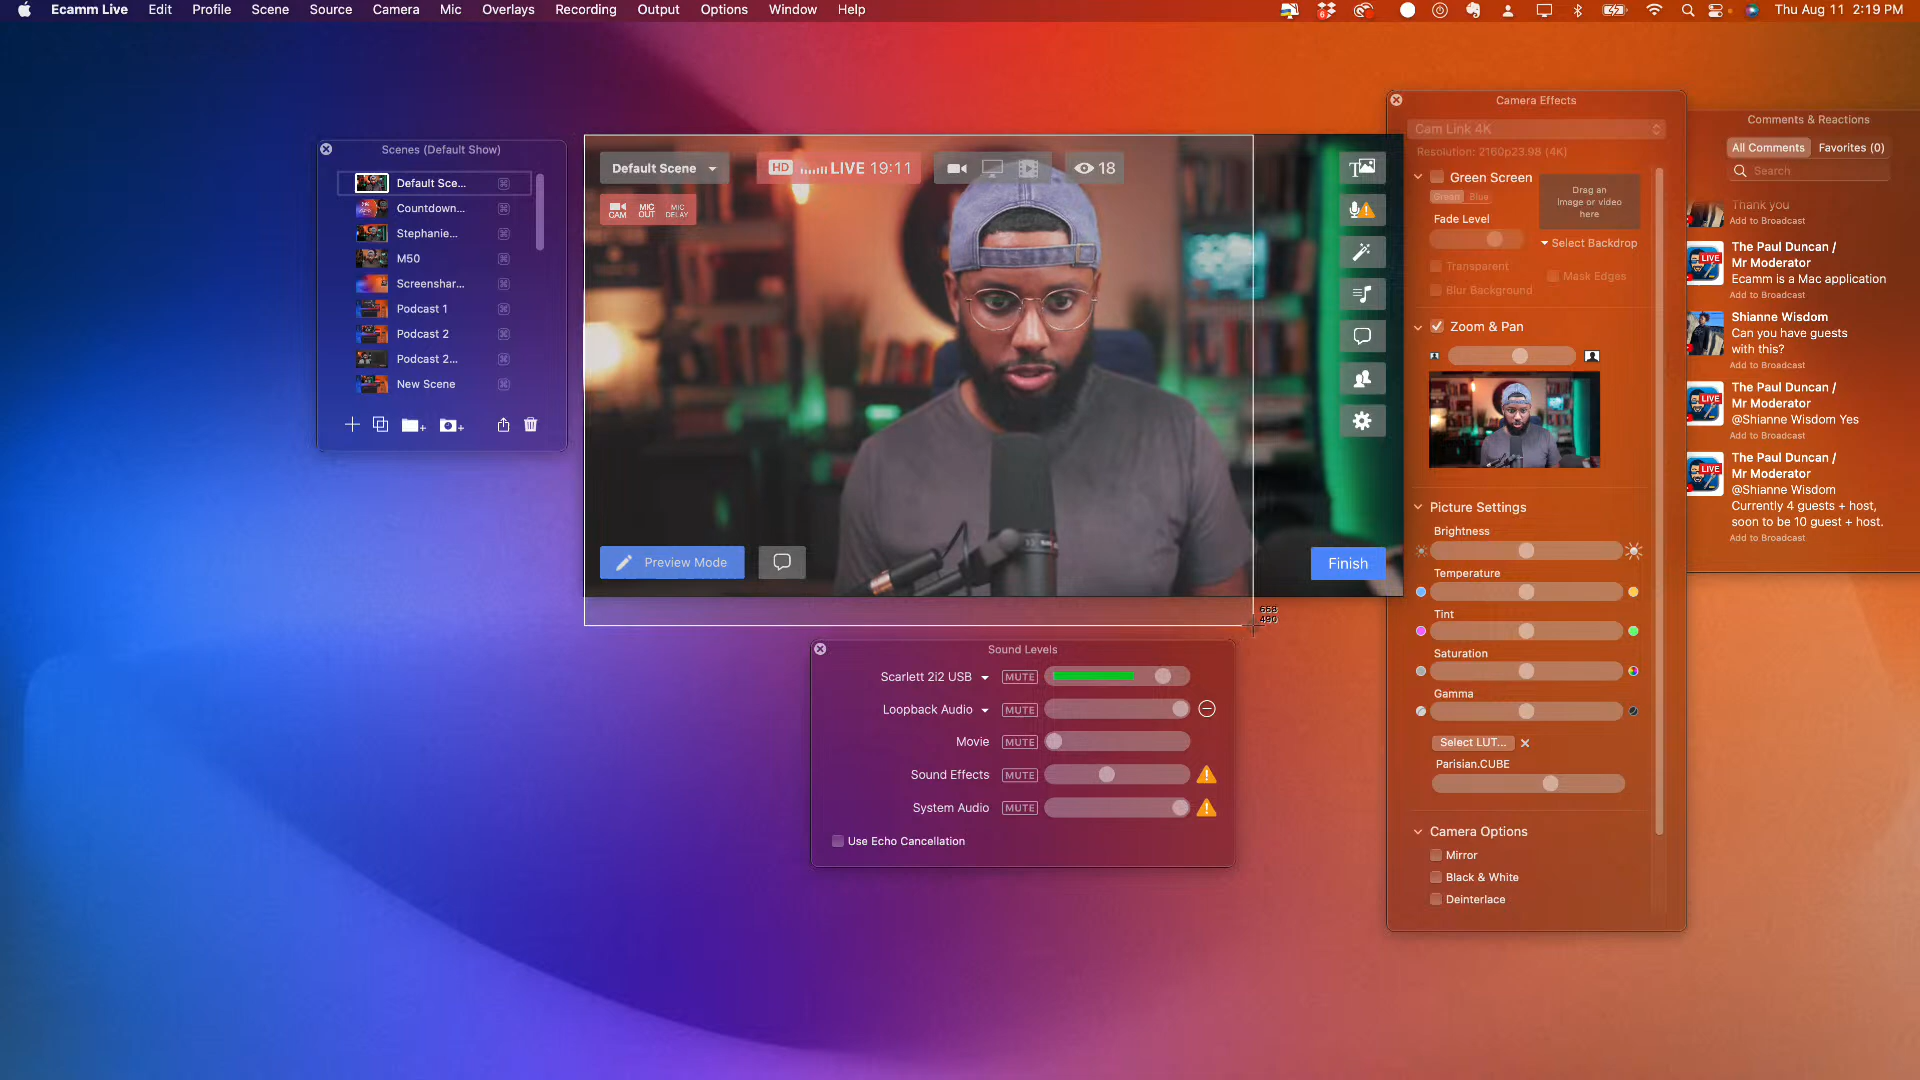 Ecamm Live Edit Profile Scene Source Camera Mic Overlays Recording Output Options Window Help
6
Thu Aug 11 2:19 PM
Scenes (Default Show)
Default Sce...
Countdown...
Stephanie...
M50
Screenshar...
Podcast 1
Podcast 2
Podcast 2...
New Scene
Default Scene
HD LIVE 19:11
18
CAM
MIC OUT
MIC DELAY
Preview Mode
Finish
668
490
Sound Levels
Scarlett 2i2 USB MUTE
Loopback Audio MUTE
Movie MUTE
Sound Effects MUTE
System Audio MUTE
Use Echo Cancellation
Camera Effects
Cam Link 4K
Resolution: 2160p23.98 (4K)
Green Screen
Green Blue
Fade Level
Drag an
image or video
here
Select Backdrop
Transparent
Mask Edges
Blur Background
Zoom & Pan
Picture Settings
Brightness
Temperature
Tint
Saturation
Gamma
Select LUT...
Parisian.CUBE
Camera Options
Mirror
Black & White
Deinterlace
Comments & Reactions
All Comments Favorites (0)
Search
Thank you
Add to Broadcast
LIVE
The Paul Duncan /
Mr Moderator
Ecamm is a Mac application
Add to Broadcast
Shianne Wisdom
Can you have guests
with this?
Add to Broadcast
LIVE
The Paul Duncan /
Mr Moderator
@Shianne Wisdom Yes
Add to Broadcast
LIVE
The Paul Duncan /
Mr Moderator
@Shianne Wisdom
Currently 4 guests + host,
soon to be 10 guest + host.
Add to Broadcast